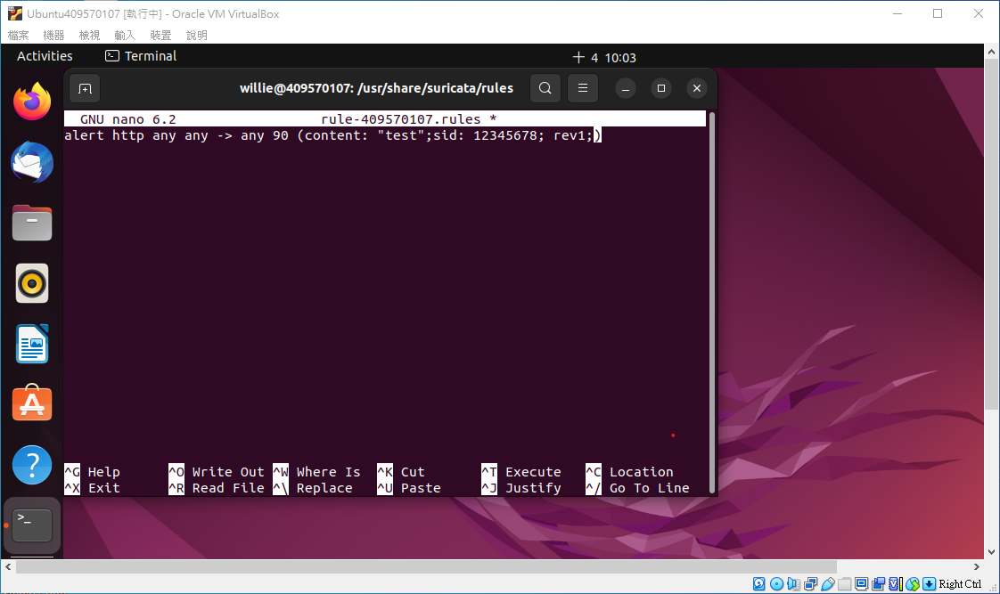 Ubuntu409570107 [執行中] - Oracle VM VirtualBox
檔案 機器 檢視 輸入 裝置 說明
Activities Terminal 4 10:03
willie@409570107: /usr/share/suricata/rules
GNU nano 6.2 rule-409570107.rules *
alert http any any -> any 90 (content: "test";sid: 12345678; rev1;)
^G Help ^O Write Out ^W Where Is ^K Cut ^T Execute ^C Location
^X Exit ^R Read File ^\ Replace ^U Paste ^J Justify ^/ Go To Line
Right Ctrl